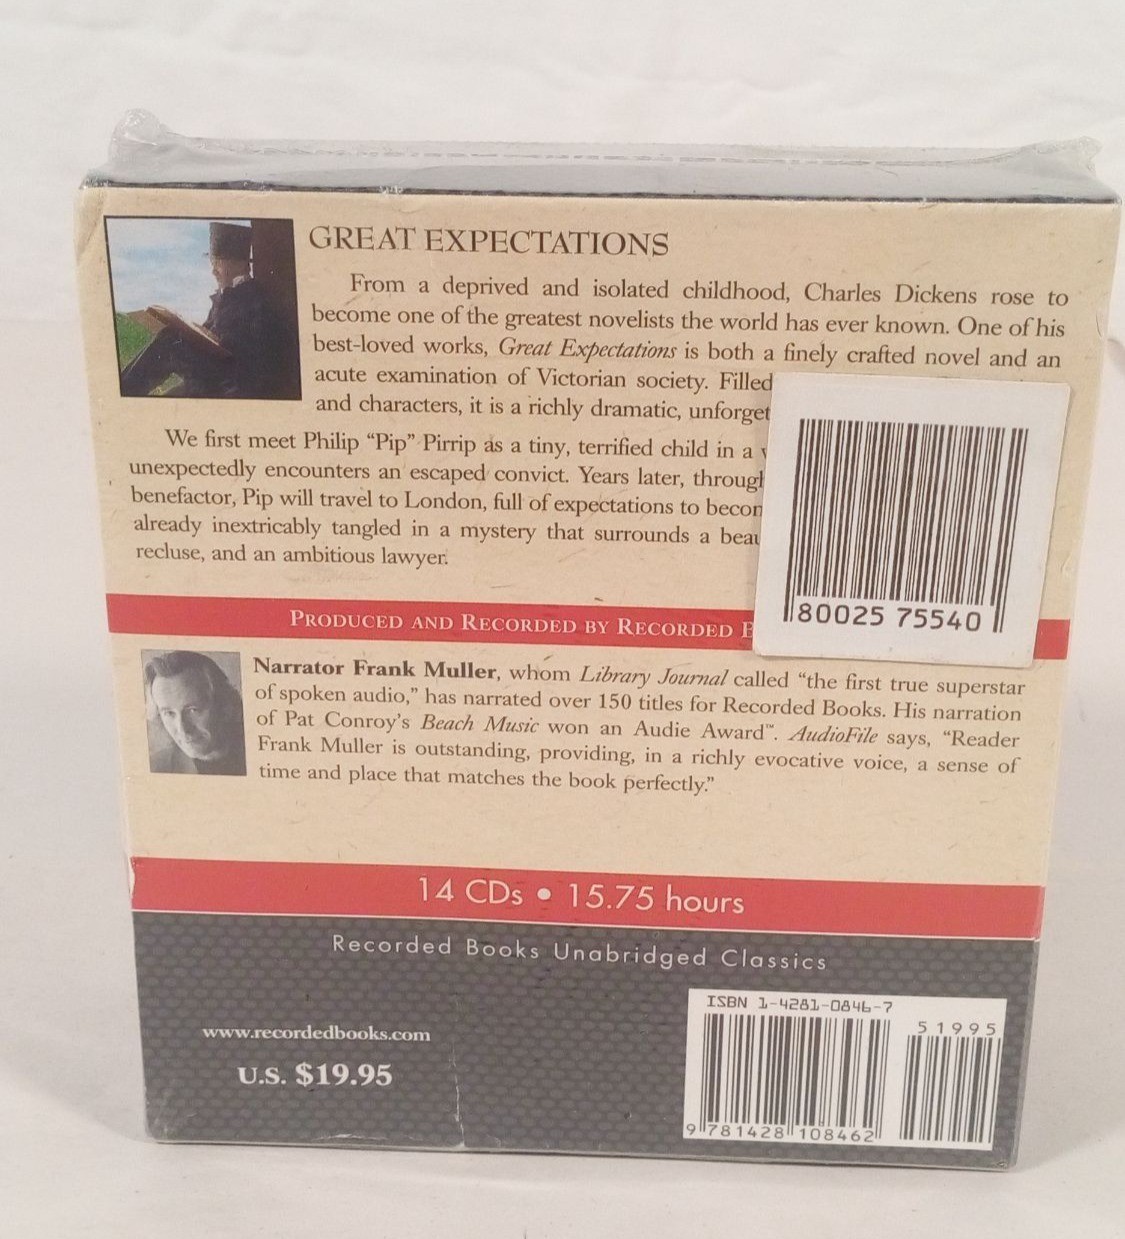 GREAT EXPECTATIONS
From a deprived and isolated childhood, Charles Dickens rose to
become one of the greatest novelists the world has ever known. One of his
best-loved works, Great Expectations is both a finely crafted novel and an
acute examination of Victorian society. Filled
and characters, it is a richly dramatic,
We first meet Philip “Pip” Pirrip as a tiny, terrified child in a
unexpectedly encounters an escaped convict. Years later,
benefactor, Pip will travel to London, full of expectations to
already inextricably tangled in a mystery that surrounds a
recluse, and an ambitious lawyer.
80025 75540
PRODUCED AND RECORDED BY RECORDED
Narrator Frank Muller, whom Library Journal called “the first true superstar
of spoken audio,” has narrated over 150 titles for Recorded Books. His narration
of Pat Conroy’s Beach Music won an Audie Award™. AudioFile says, “Reader
Frank Muller is outstanding, providing, in a richly evocative voice, a sense of
time and place that matches the book perfectly.”
14 CDs • 15.75 hours
Recorded Books Unabridged Classics
www.recordedbooks.com
U.S. $19.95
ISBN 1-4281-0846-7
51995
9 781428 108462